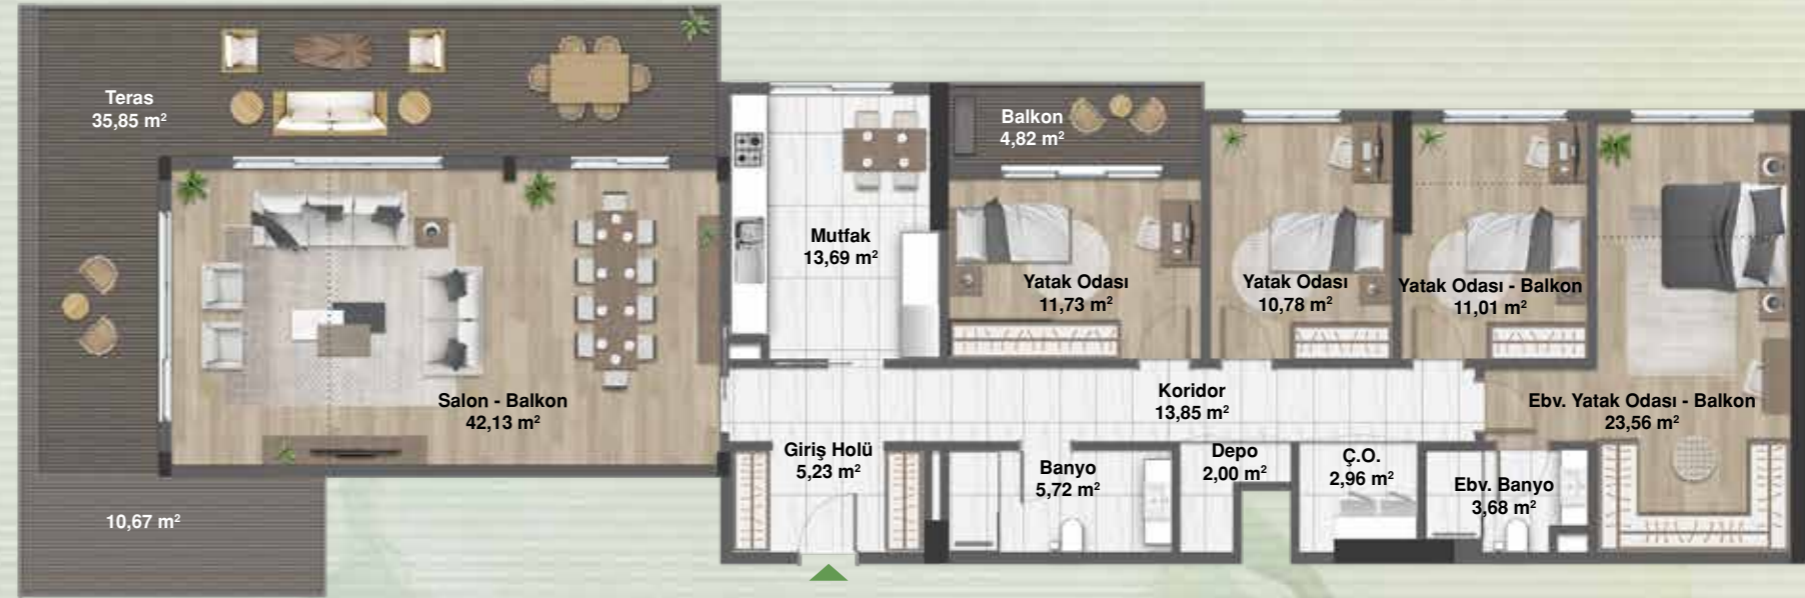 Teras
35,85 m²
Balkon
4,82 m²
Mutfak
13,69 m²
Yatak Odası
11,73 m²
Yatak Odası
10,78 m²
Yatak Odası - Balkon
11,01 m²
Salon - Balkon
42,13 m²
Koridor
13,85 m²
Ebv. Yatak Odası - Balkon
23,56 m²
Giriş Holü
5,23 m²
Banyo
5,72 m²
Depo
2,00 m²
Ç.O.
2,96 m²
Ebv. Banyo
3,68 m²
10,67 m²